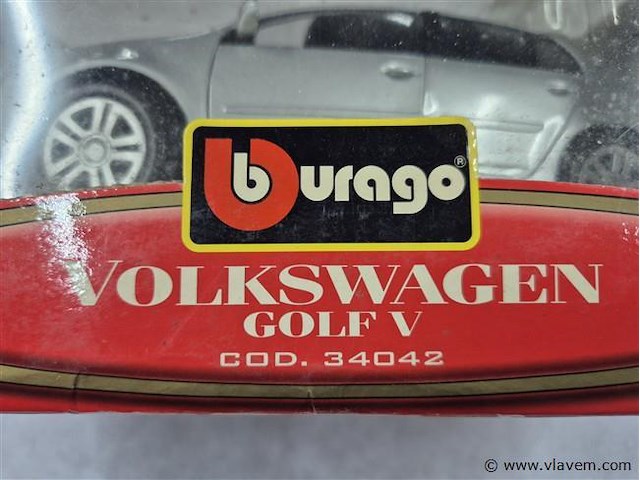 burago®
VOLKSWAGEN
GOLF V
COD. 34042
© www.vlavem.com